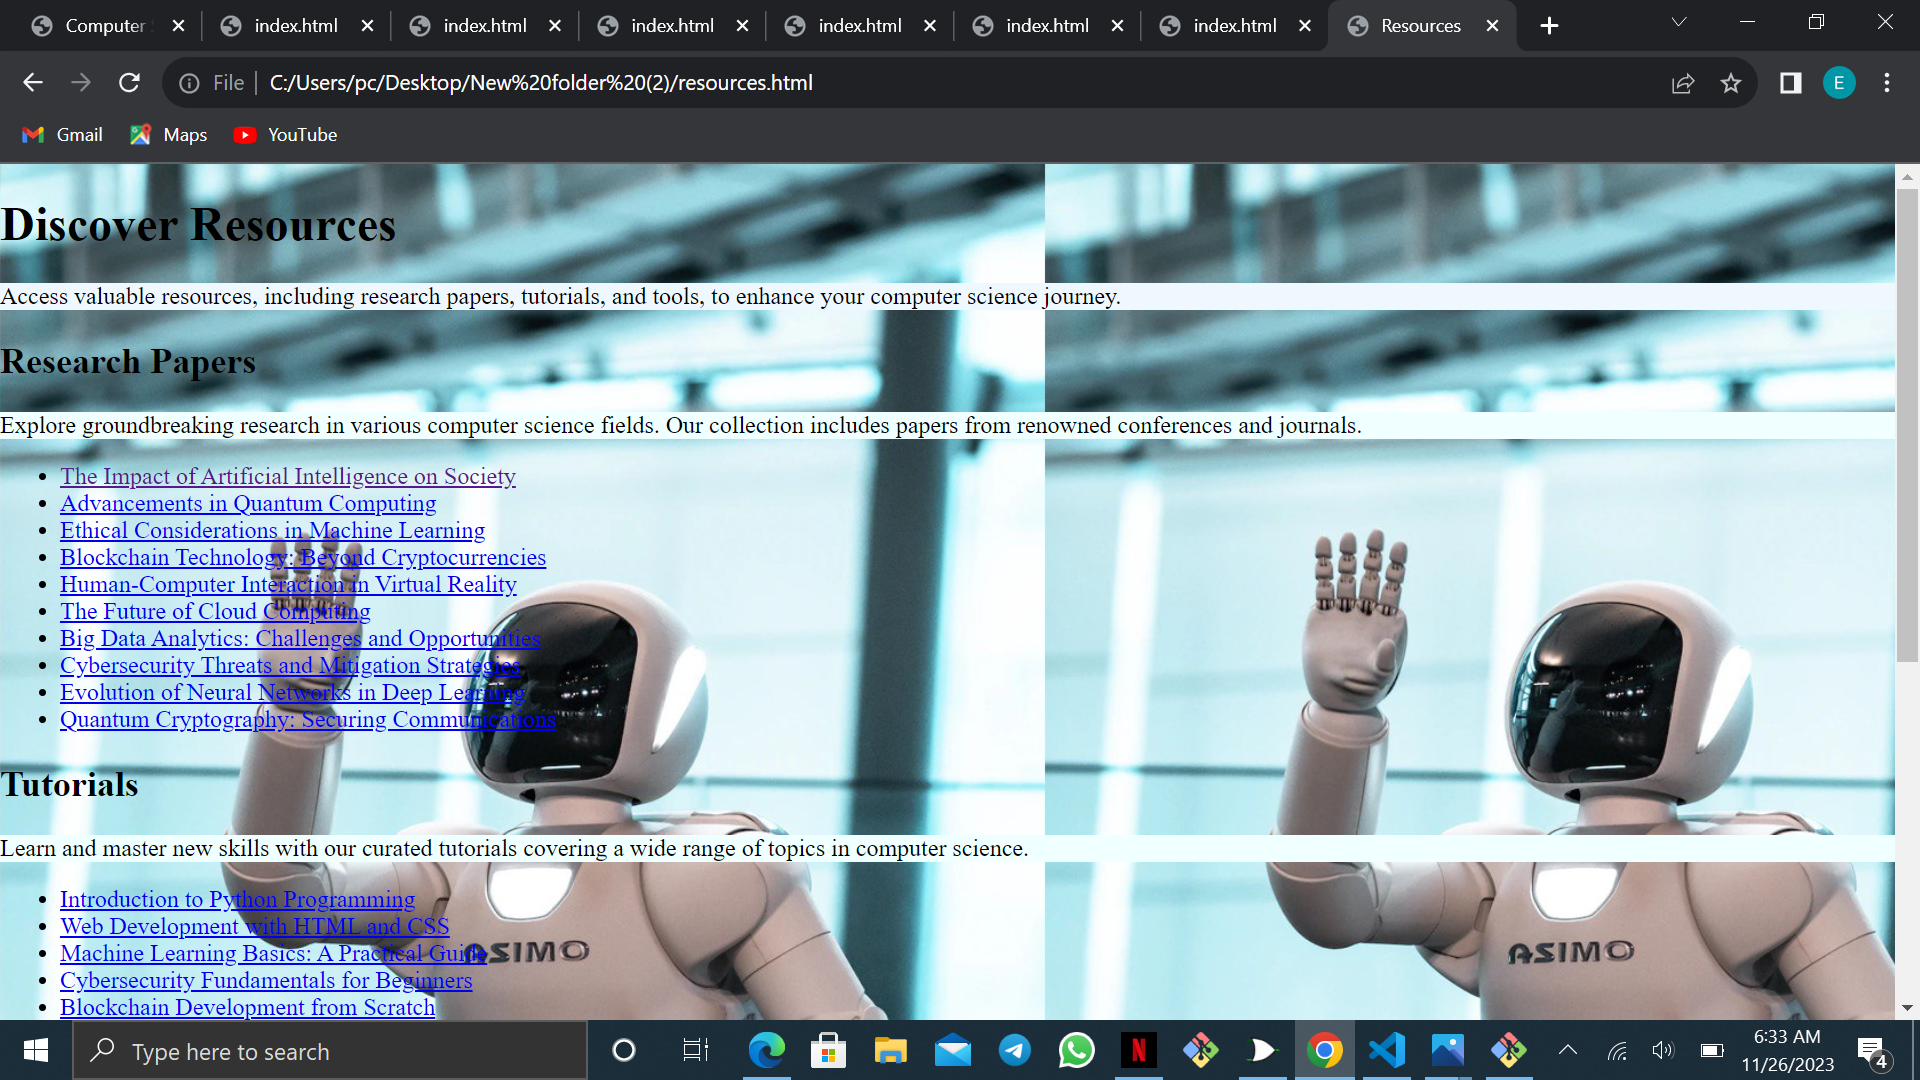 Computer
index.html
index.html
index.html
index.html
index.html
index.html
Resources
File
C:/Users/pc/Desktop/New%20folder%20(2)/resources.html
E
Gmail
Maps
YouTube
Discover Resources
Access valuable resources, including research papers, tutorials, and tools, to enhance your computer science journey.
Research Papers
Explore groundbreaking research in various computer science fields. Our collection includes papers from renowned conferences and journals.
The Impact of Artificial Intelligence on Society
Advancements in Quantum Computing
Ethical Considerations in Machine Learning
Blockchain Technology: Beyond Cryptocurrencies
Human-Computer Interaction in Virtual Reality
The Future of Cloud Computing
Big Data Analytics: Challenges and Opportunities
Cybersecurity Threats and Mitigation Strategies
Evolution of Neural Networks in Deep Learning
Quantum Cryptography: Securing Communications
Tutorials
Learn and master new skills with our curated tutorials covering a wide range of topics in computer science.
Introduction to Python Programming
Web Development with HTML and CSS
Machine Learning Basics: A Practical Guide
Cybersecurity Fundamentals for Beginners
Blockchain Development from Scratch
ASIMO
ASIMO
Type here to search
N
6:33 AM
11/26/2023
4